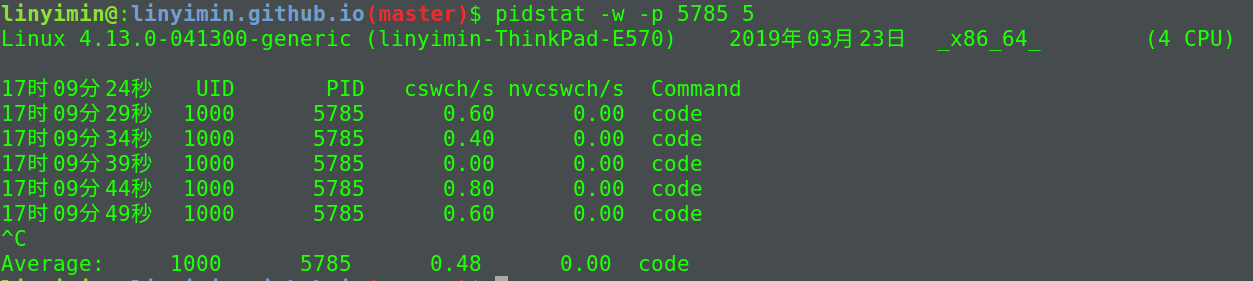 linyimin@:linyimin.github.io(master)$ pidstat -w -p 5785 5
Linux 4.13.0-041300-generic (linyimin-ThinkPad-E570) 2019年03月23日 _x86_64_ (4 CPU)
17时09分24秒 UID PID cswch/s nvcswch/s Command
17时09分29秒 1000 5785 0.60 0.00 code
17时09分34秒 1000 5785 0.40 0.00 code
17时09分39秒 1000 5785 0.00 0.00 code
17时09分44秒 1000 5785 0.80 0.00 code
17时09分49秒 1000 5785 0.60 0.00 code
^C
Average: 1000 5785 0.48 0.00 code